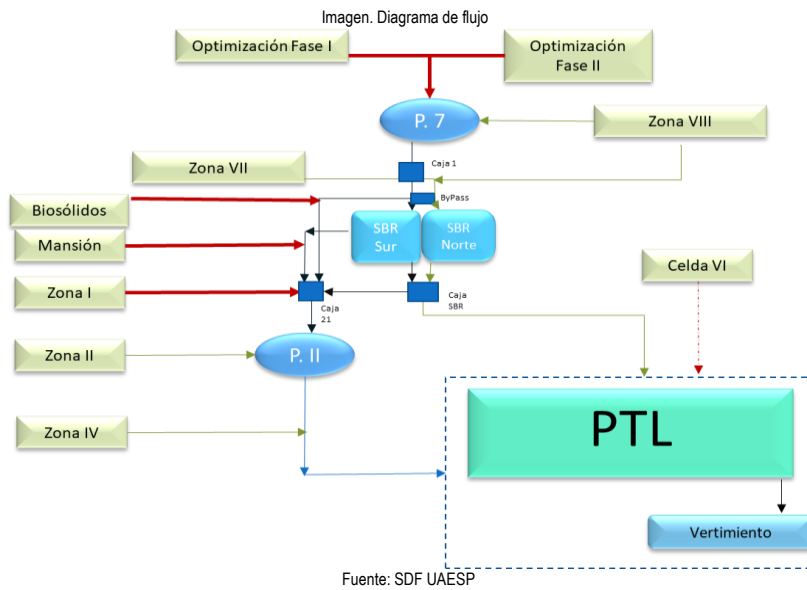 Imagen. Diagrama de flujo
Optimización Fase I
Optimización
Fase II
P. 7
Zona VIII
Caja 1
Zona VII
ByPass
Biosólidos
SBR
Sur
SBR
Norte
Mansión
Celda VI
Zona I
Caja
21
Caja
SBR
Zona II
P. II
PTL
Zona IV
Vertimiento
Fuente: SDF UAESP